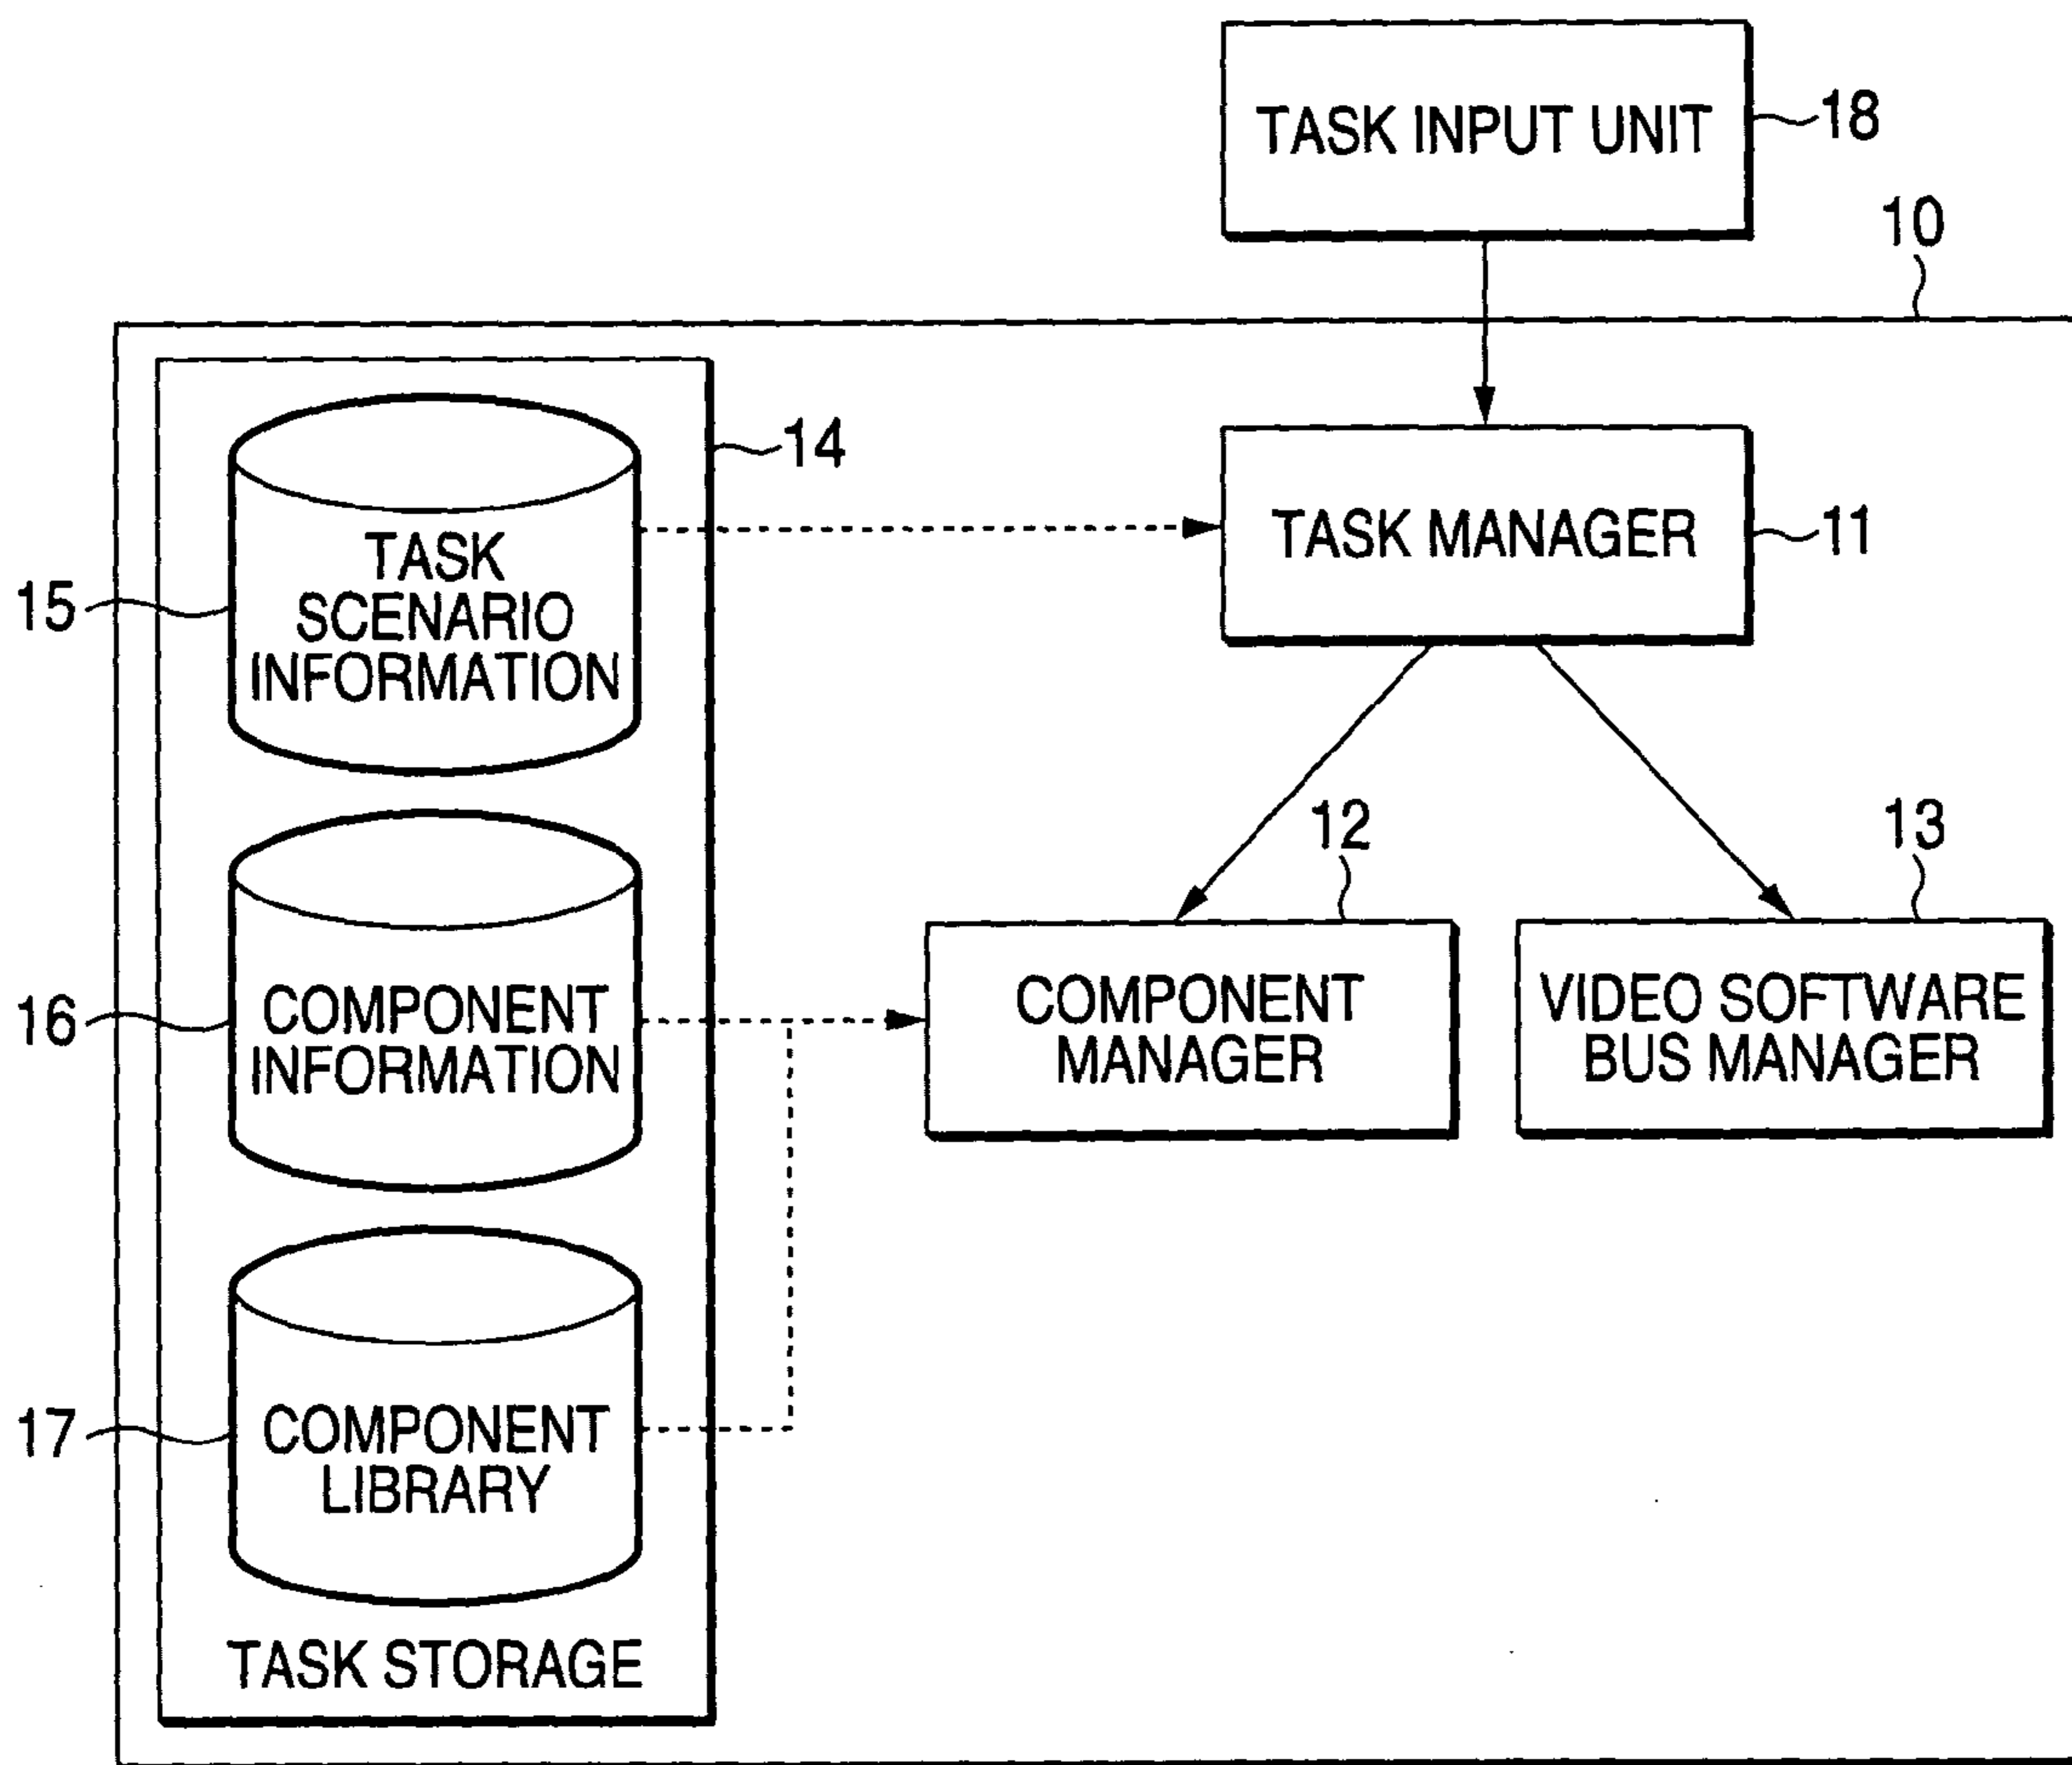 TASK INPUT UNIT
18
10
14
TASK
SCENARIO
INFORMATION
15
TASK MANAGER
11
12
13
16
COMPONENT
INFORMATION
COMPONENT
MANAGER
VIDEO SOFTWARE
BUS MANAGER
17
COMPONENT
LIBRARY
TASK STORAGE